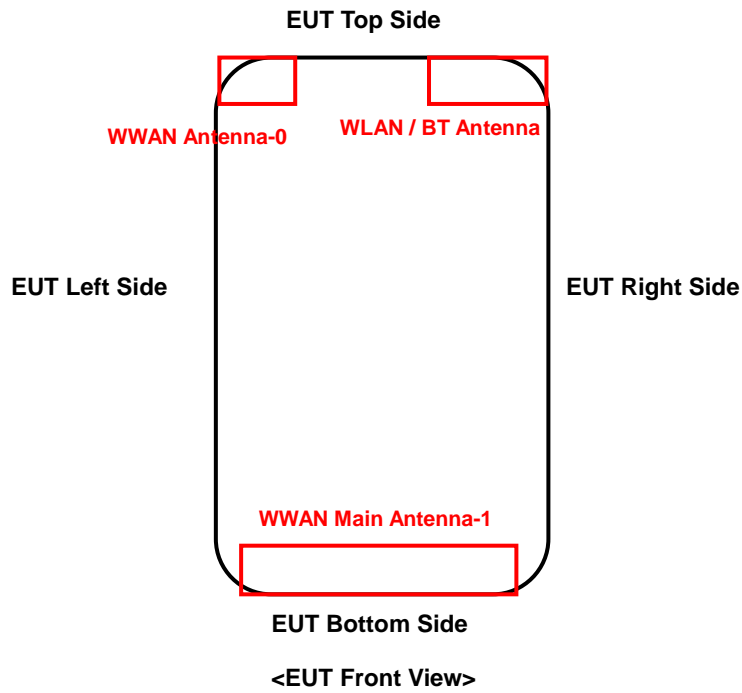 EUT Top Side
WWAN Antenna-0
WLAN / BT Antenna
EUT Left Side
EUT Right Side
WWAN Main Antenna-1
EUT Bottom Side
<EUT Front View>